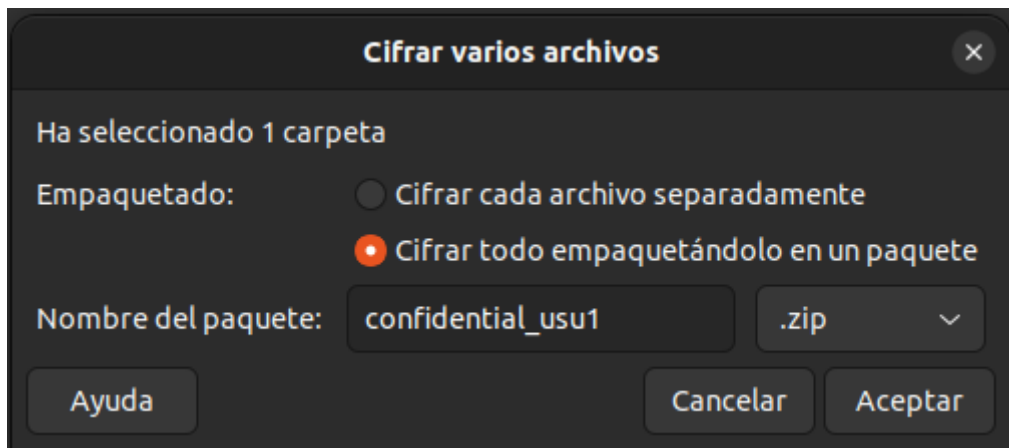 Cifrar varios archivos
Ha seleccionado 1 carpeta
Empaquetado:
Cifrar cada archivo separadamente
Cifrar todo empaquetándolo en un paquete
Nombre del paquete: confidential_usu1 .zip
Ayuda Cancelar Aceptar